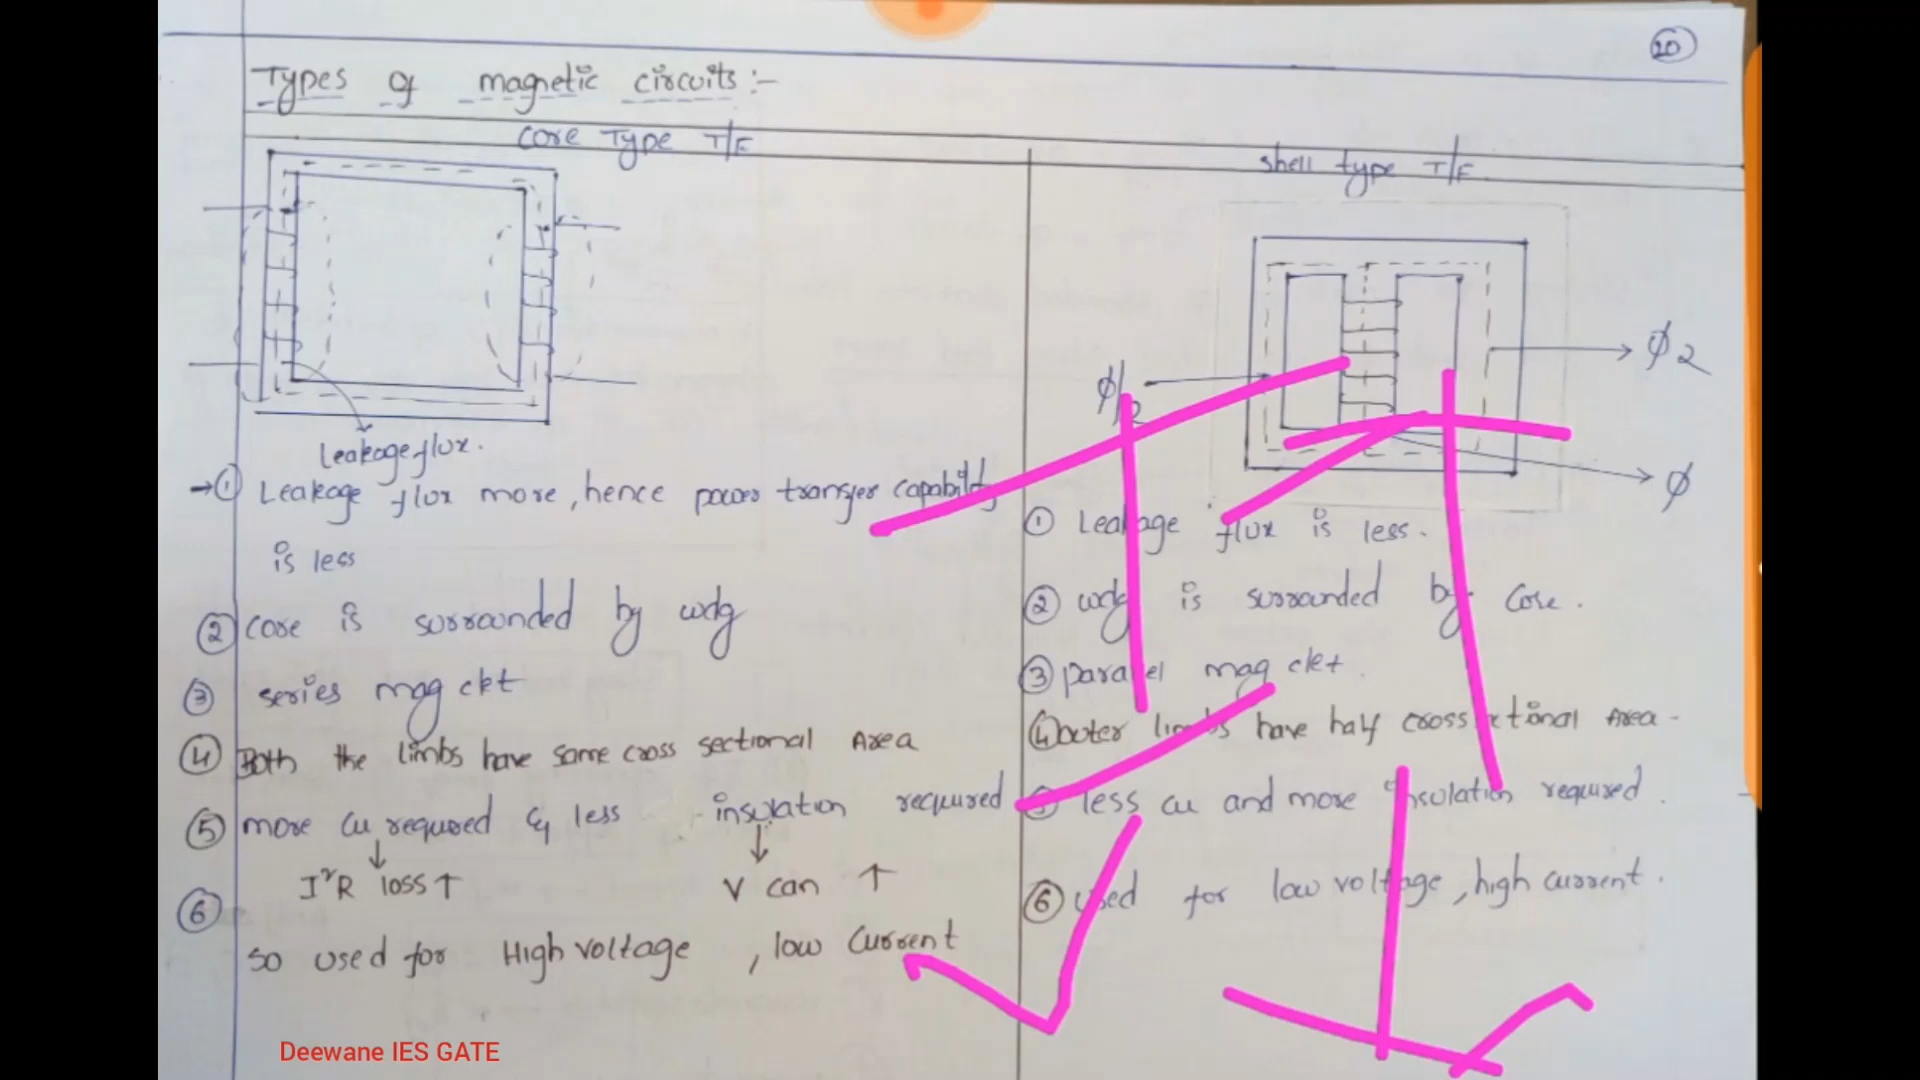 20
Types of magnetic circuits :-
core Type T/F
shell type T/F
ϕ2
ϕ/2
ϕ
Leakage flux.
→① Leakage flux more, hence power transfer capability
is less
② core is surrounded by wdg
③ series mag ckt
④ Both the limbs have same cross sectional Area
⑤ more cu required & less insulation required
↓ ↓
I²R loss↑ V can ↑
⑥
so used for High voltage, low Current
① Leakage flux is less.
② wdg is surrounded by Core.
③ parallel mag ckt.
④ outer limbs have half cross sectional Area -
⑤ less cu and more insulation required.
⑥ used for low voltage, high current.
Deewane IES GATE